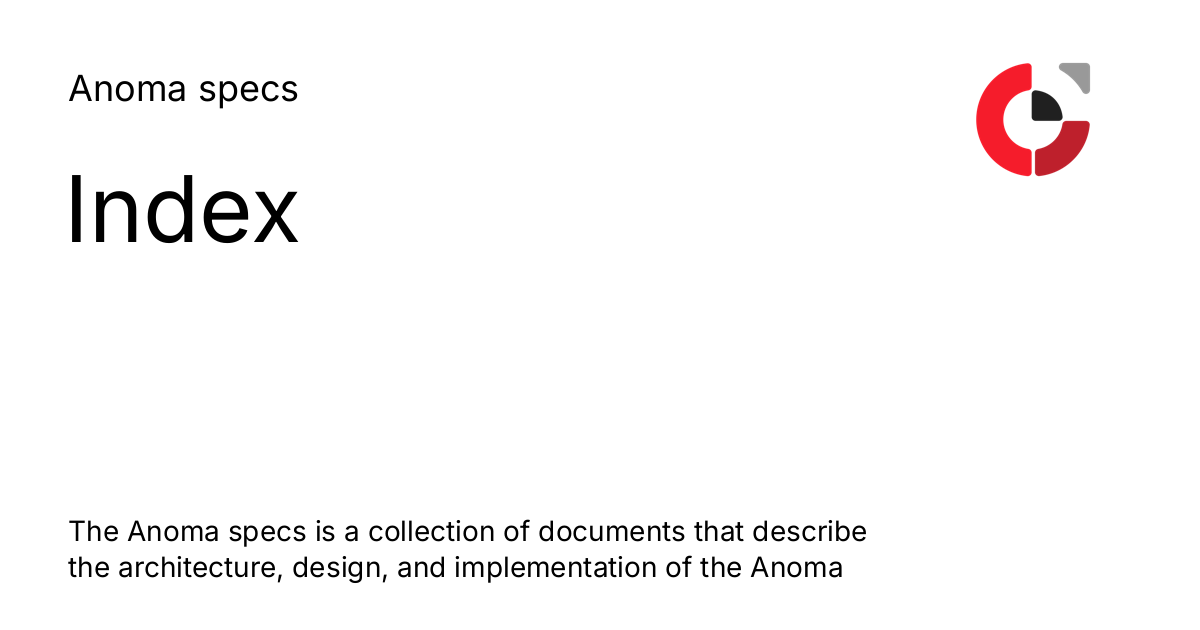 Anoma specs
Index
The Anoma specs is a collection of documents that describe
the architecture, design, and implementation of the Anoma